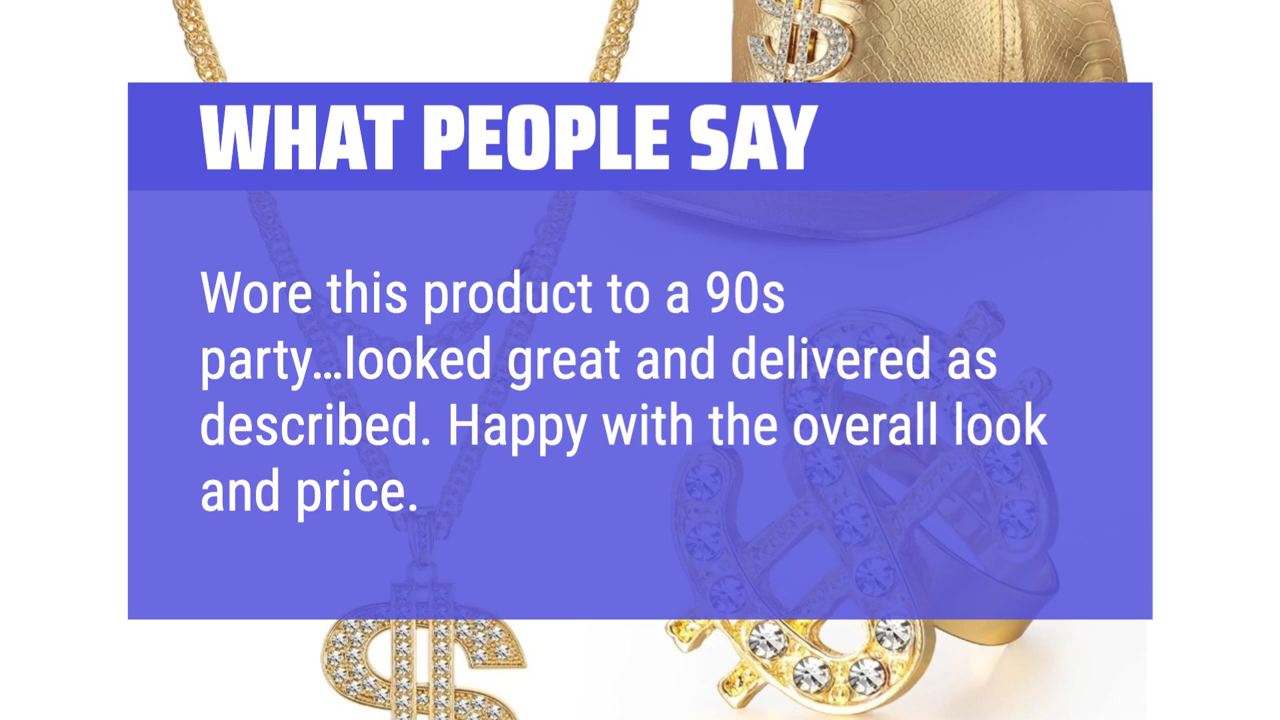 WHAT PEOPLE SAY
Wore this product to a 90s
party…looked great and delivered as
described. Happy with the overall look
and price.